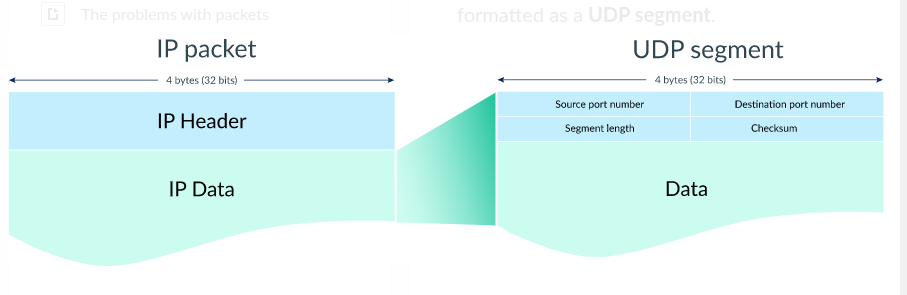 The problems with packets
formatted as a UDP segment.
IP packet
UDP segment
4 bytes (32 bits)
4 bytes (32 bits)
IP Header
Source port number
Destination port number
Segment length
Checksum
IP Data
Data